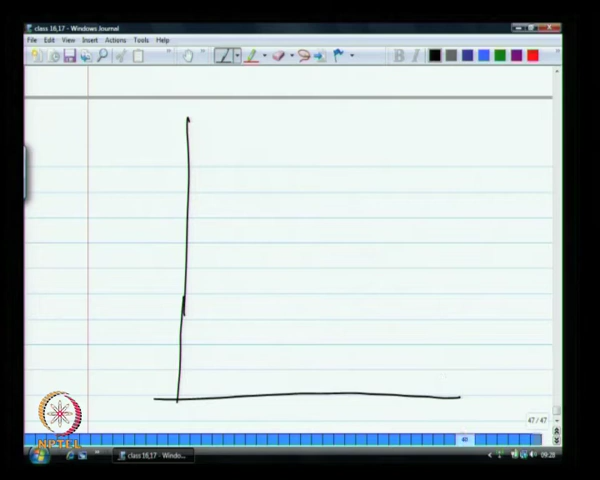 class 16,17 - Windows Journal
File Edit View Insert Actions Tools Help
B I
47 / 47
40
NPTEL
class 16,17 - Windo...
09:28